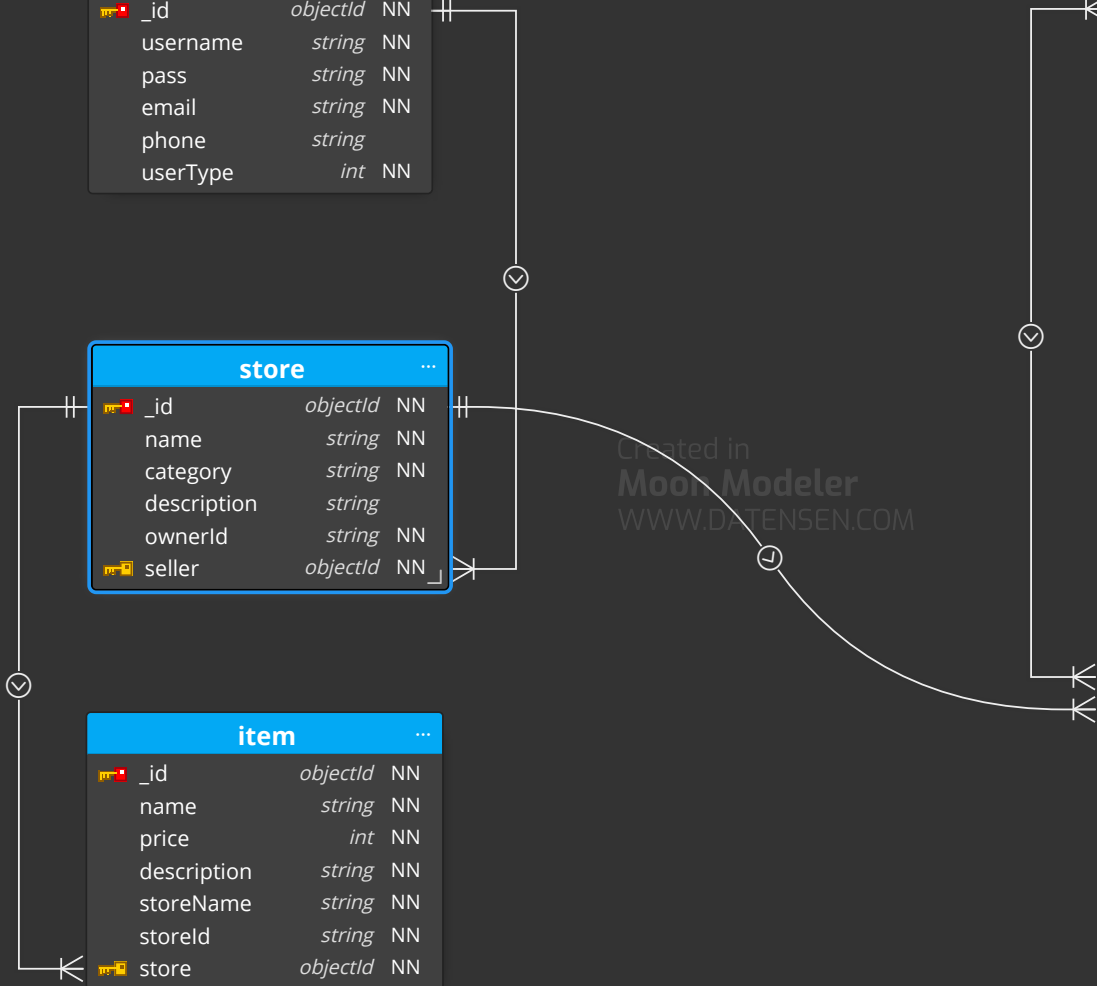 _id objectId NN
username string NN
pass string NN
email string NN
phone string
userType int NN
store ...
_id objectId NN
name string NN
category string NN
description string
ownerId string NN
seller objectId NN
Created in
Moon Modeler
WWW.DATENSEN.COM
item ...
_id objectId NN
name string NN
price int NN
description string NN
storeName string NN
storeId string NN
store objectId NN